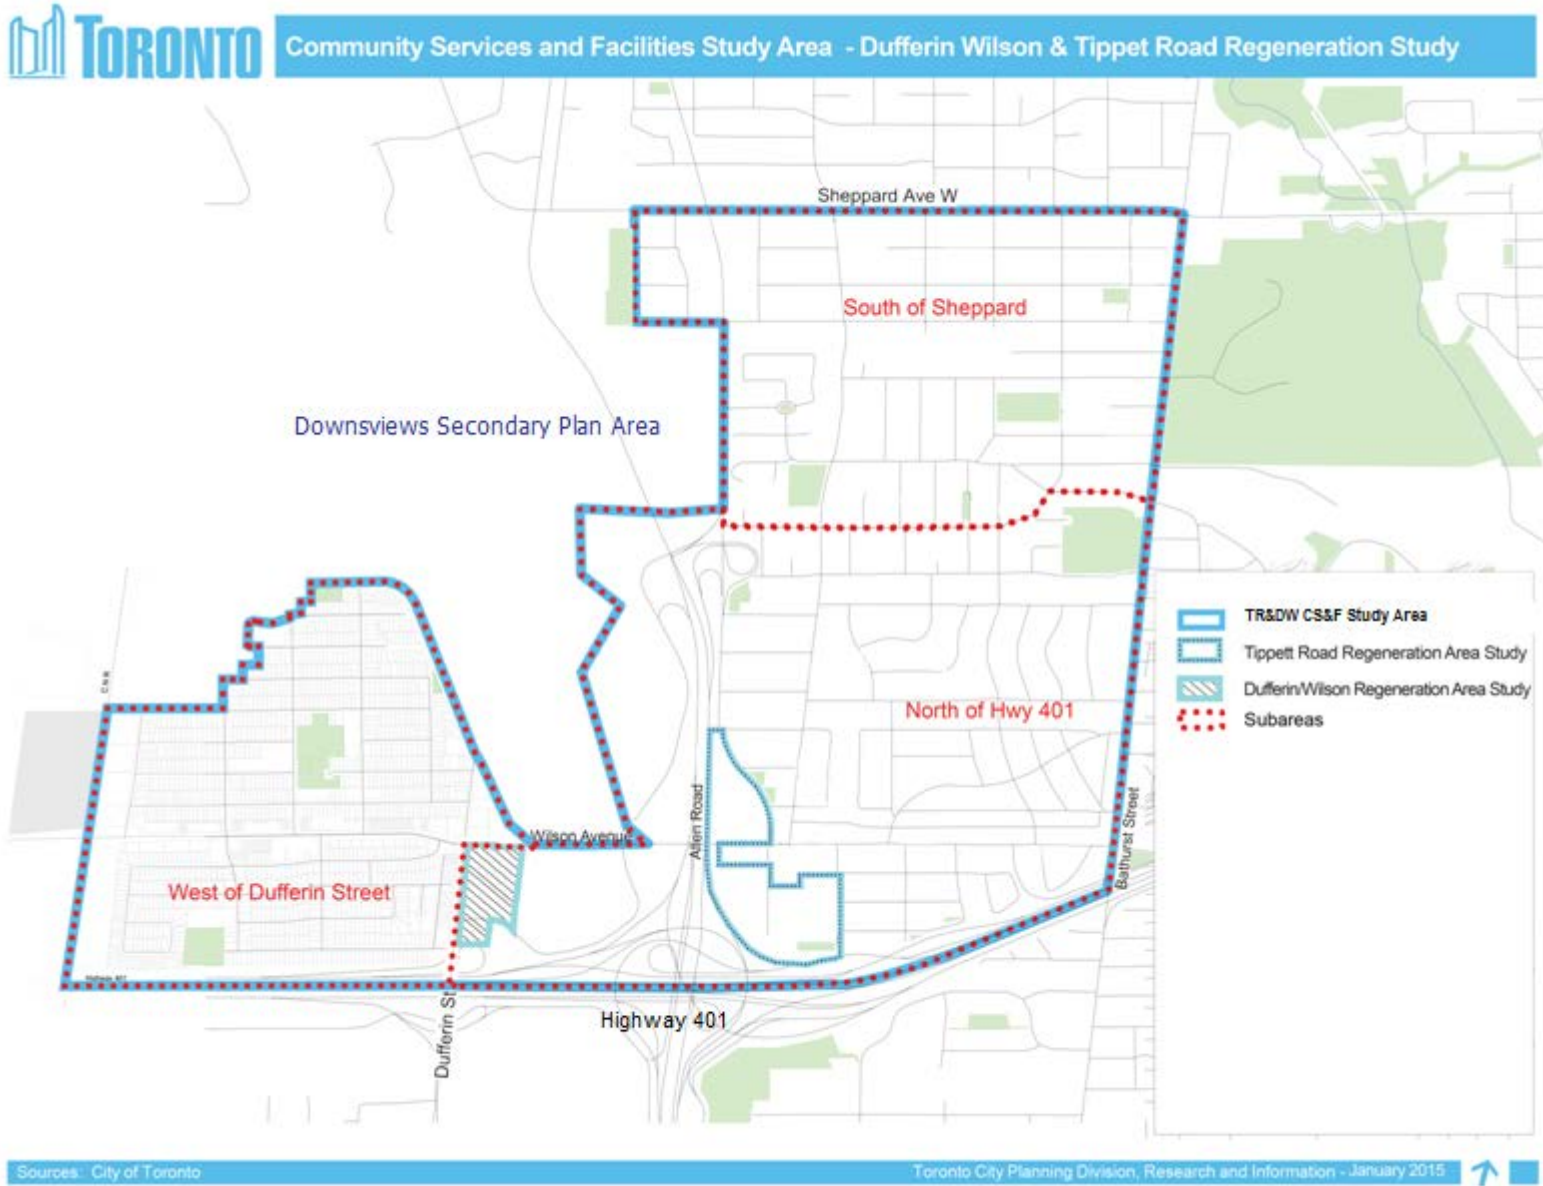 TORONTO
Community Services and Facilities Study Area - Dufferin Wilson & Tippet Road Regeneration Study
Sheppard Ave W
South of Sheppard
Downsviews Secondary Plan Area
C N R
TR&DW CS&F Study Area
Tippett Road Regeneration Area Study
Dufferin/Wilson Regeneration Area Study
Subareas
North of Hwy 401
Allen Road
Bathurst Street
Wilson Avenue
West of Dufferin Street
Highway 401
Dufferin St
Highway 401
Sources: City of Toronto
Toronto City Planning Division, Research and Information - January 2015